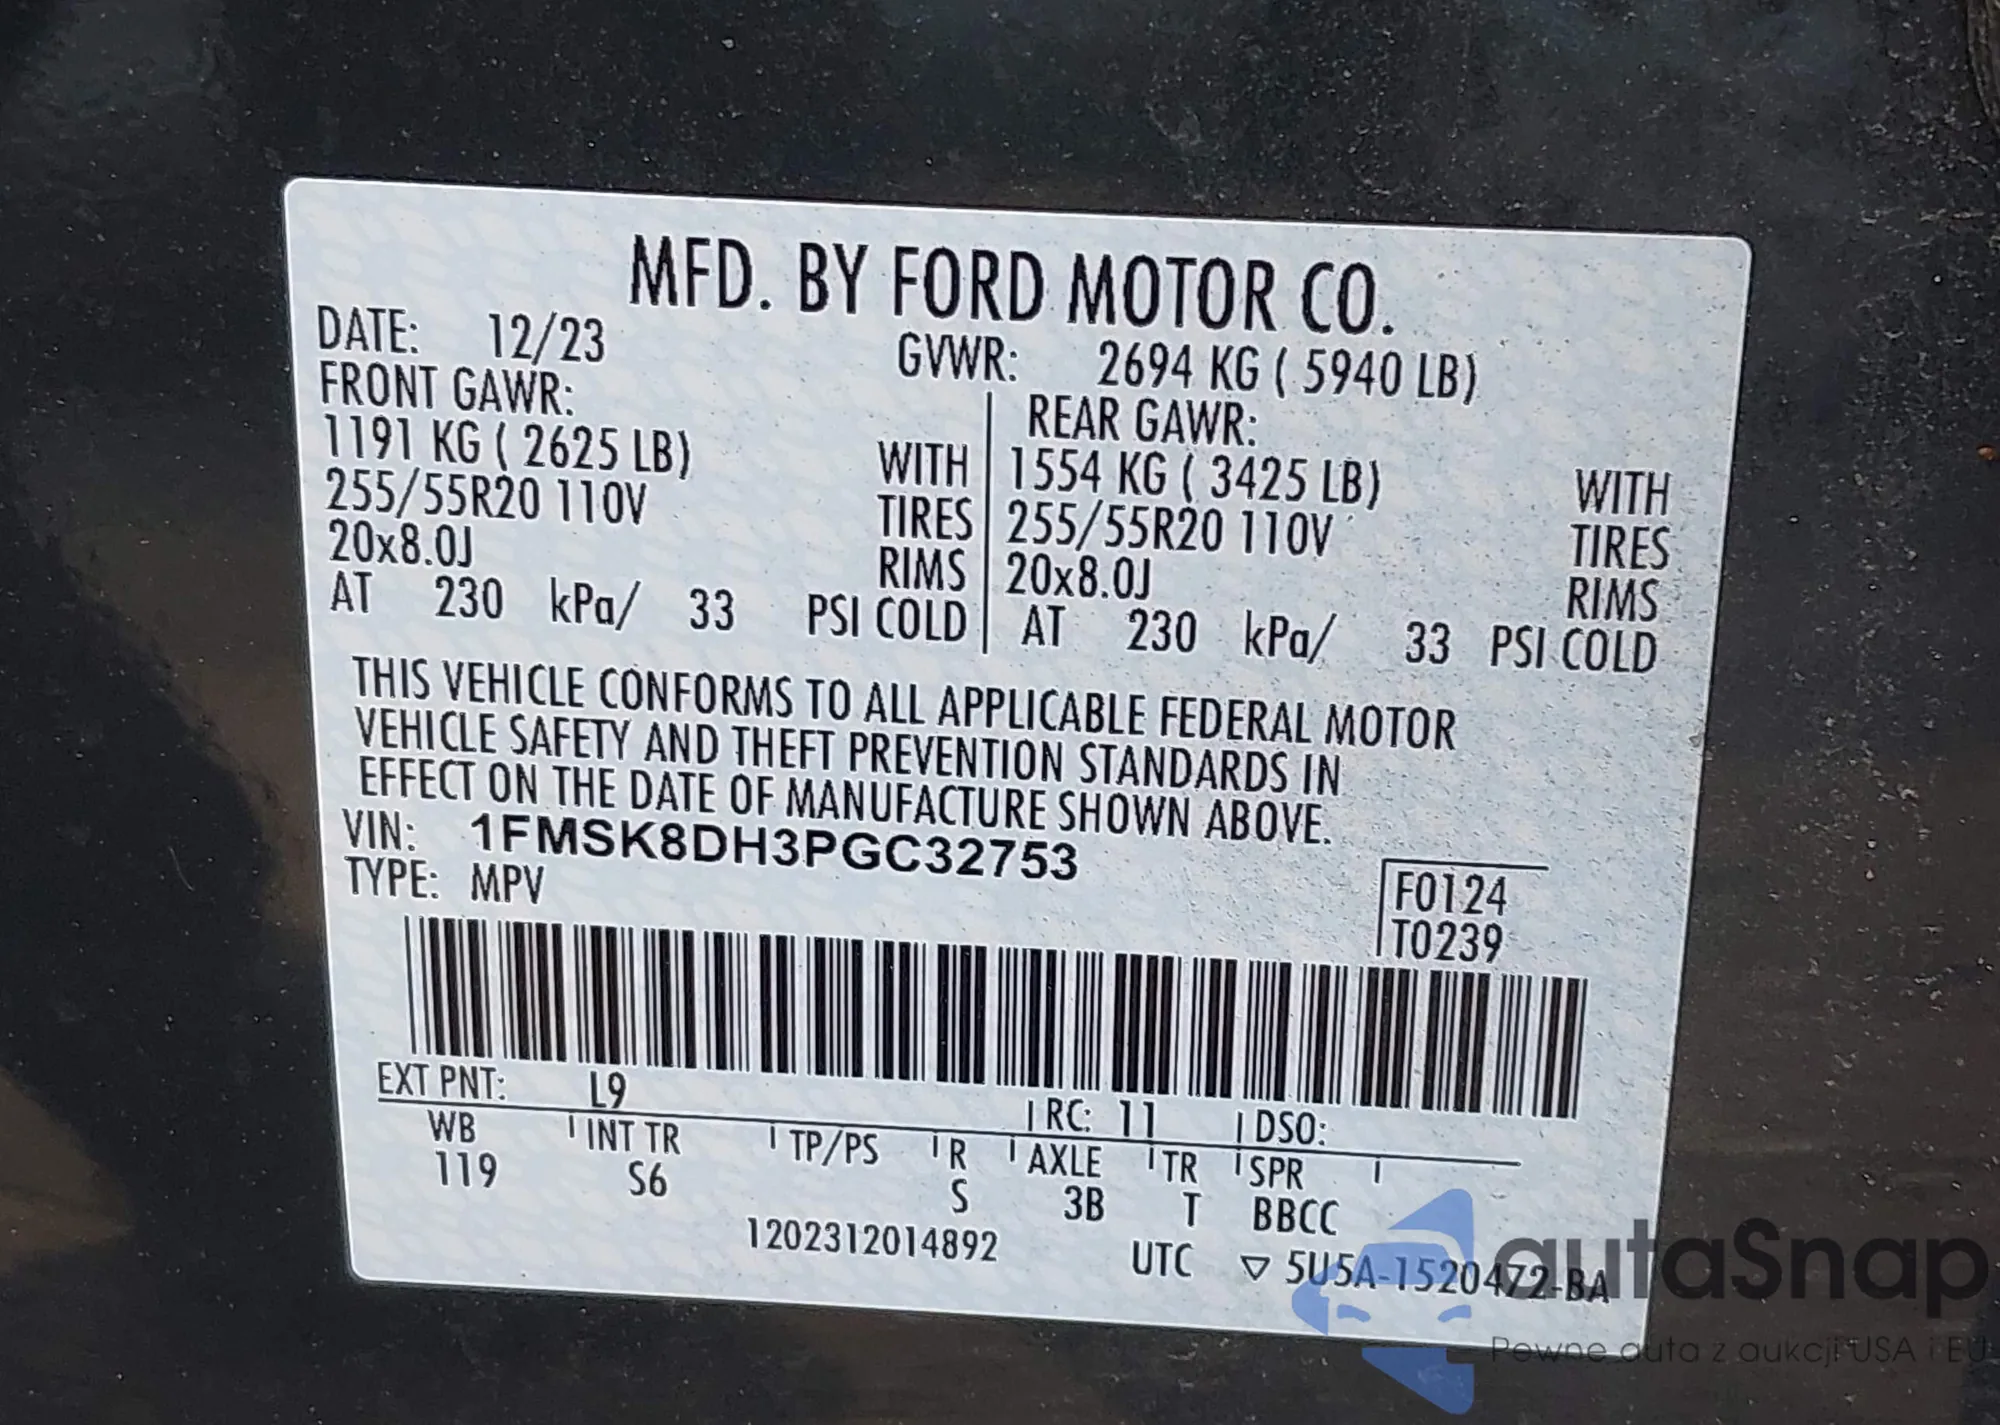 MFD. BY FORD MOTOR CO.
DATE: 12/23 GVWR: 2694 KG ( 5940 LB)
FRONT GAWR: REAR GAWR:
1191 KG ( 2625 LB) WITH 1554 KG ( 3425 LB) WITH
255/55R20 110V TIRES 255/55R20 110V TIRES
20x8.0J RIMS 20x8.0J RIMS
AT 230 kPa/ 33 PSI COLD AT 230 kPa/ 33 PSI COLD
THIS VEHICLE CONFORMS TO ALL APPLICABLE FEDERAL MOTOR
VEHICLE SAFETY AND THEFT PREVENTION STANDARDS IN
EFFECT ON THE DATE OF MANUFACTURE SHOWN ABOVE.
VIN: 1FMSK8DH3PGC32753
TYPE: MPV
F0124
T0239
EXT PNT: L9 RC: 11 DSO:
WB INT TR TP/PS R AXLE TR SPR
119 S6 S 3B T BBCC
1202312014892 UTC ▽ 5U5A-1520472-BA
autaSnap
Pewne auta z aukcji USA i EU